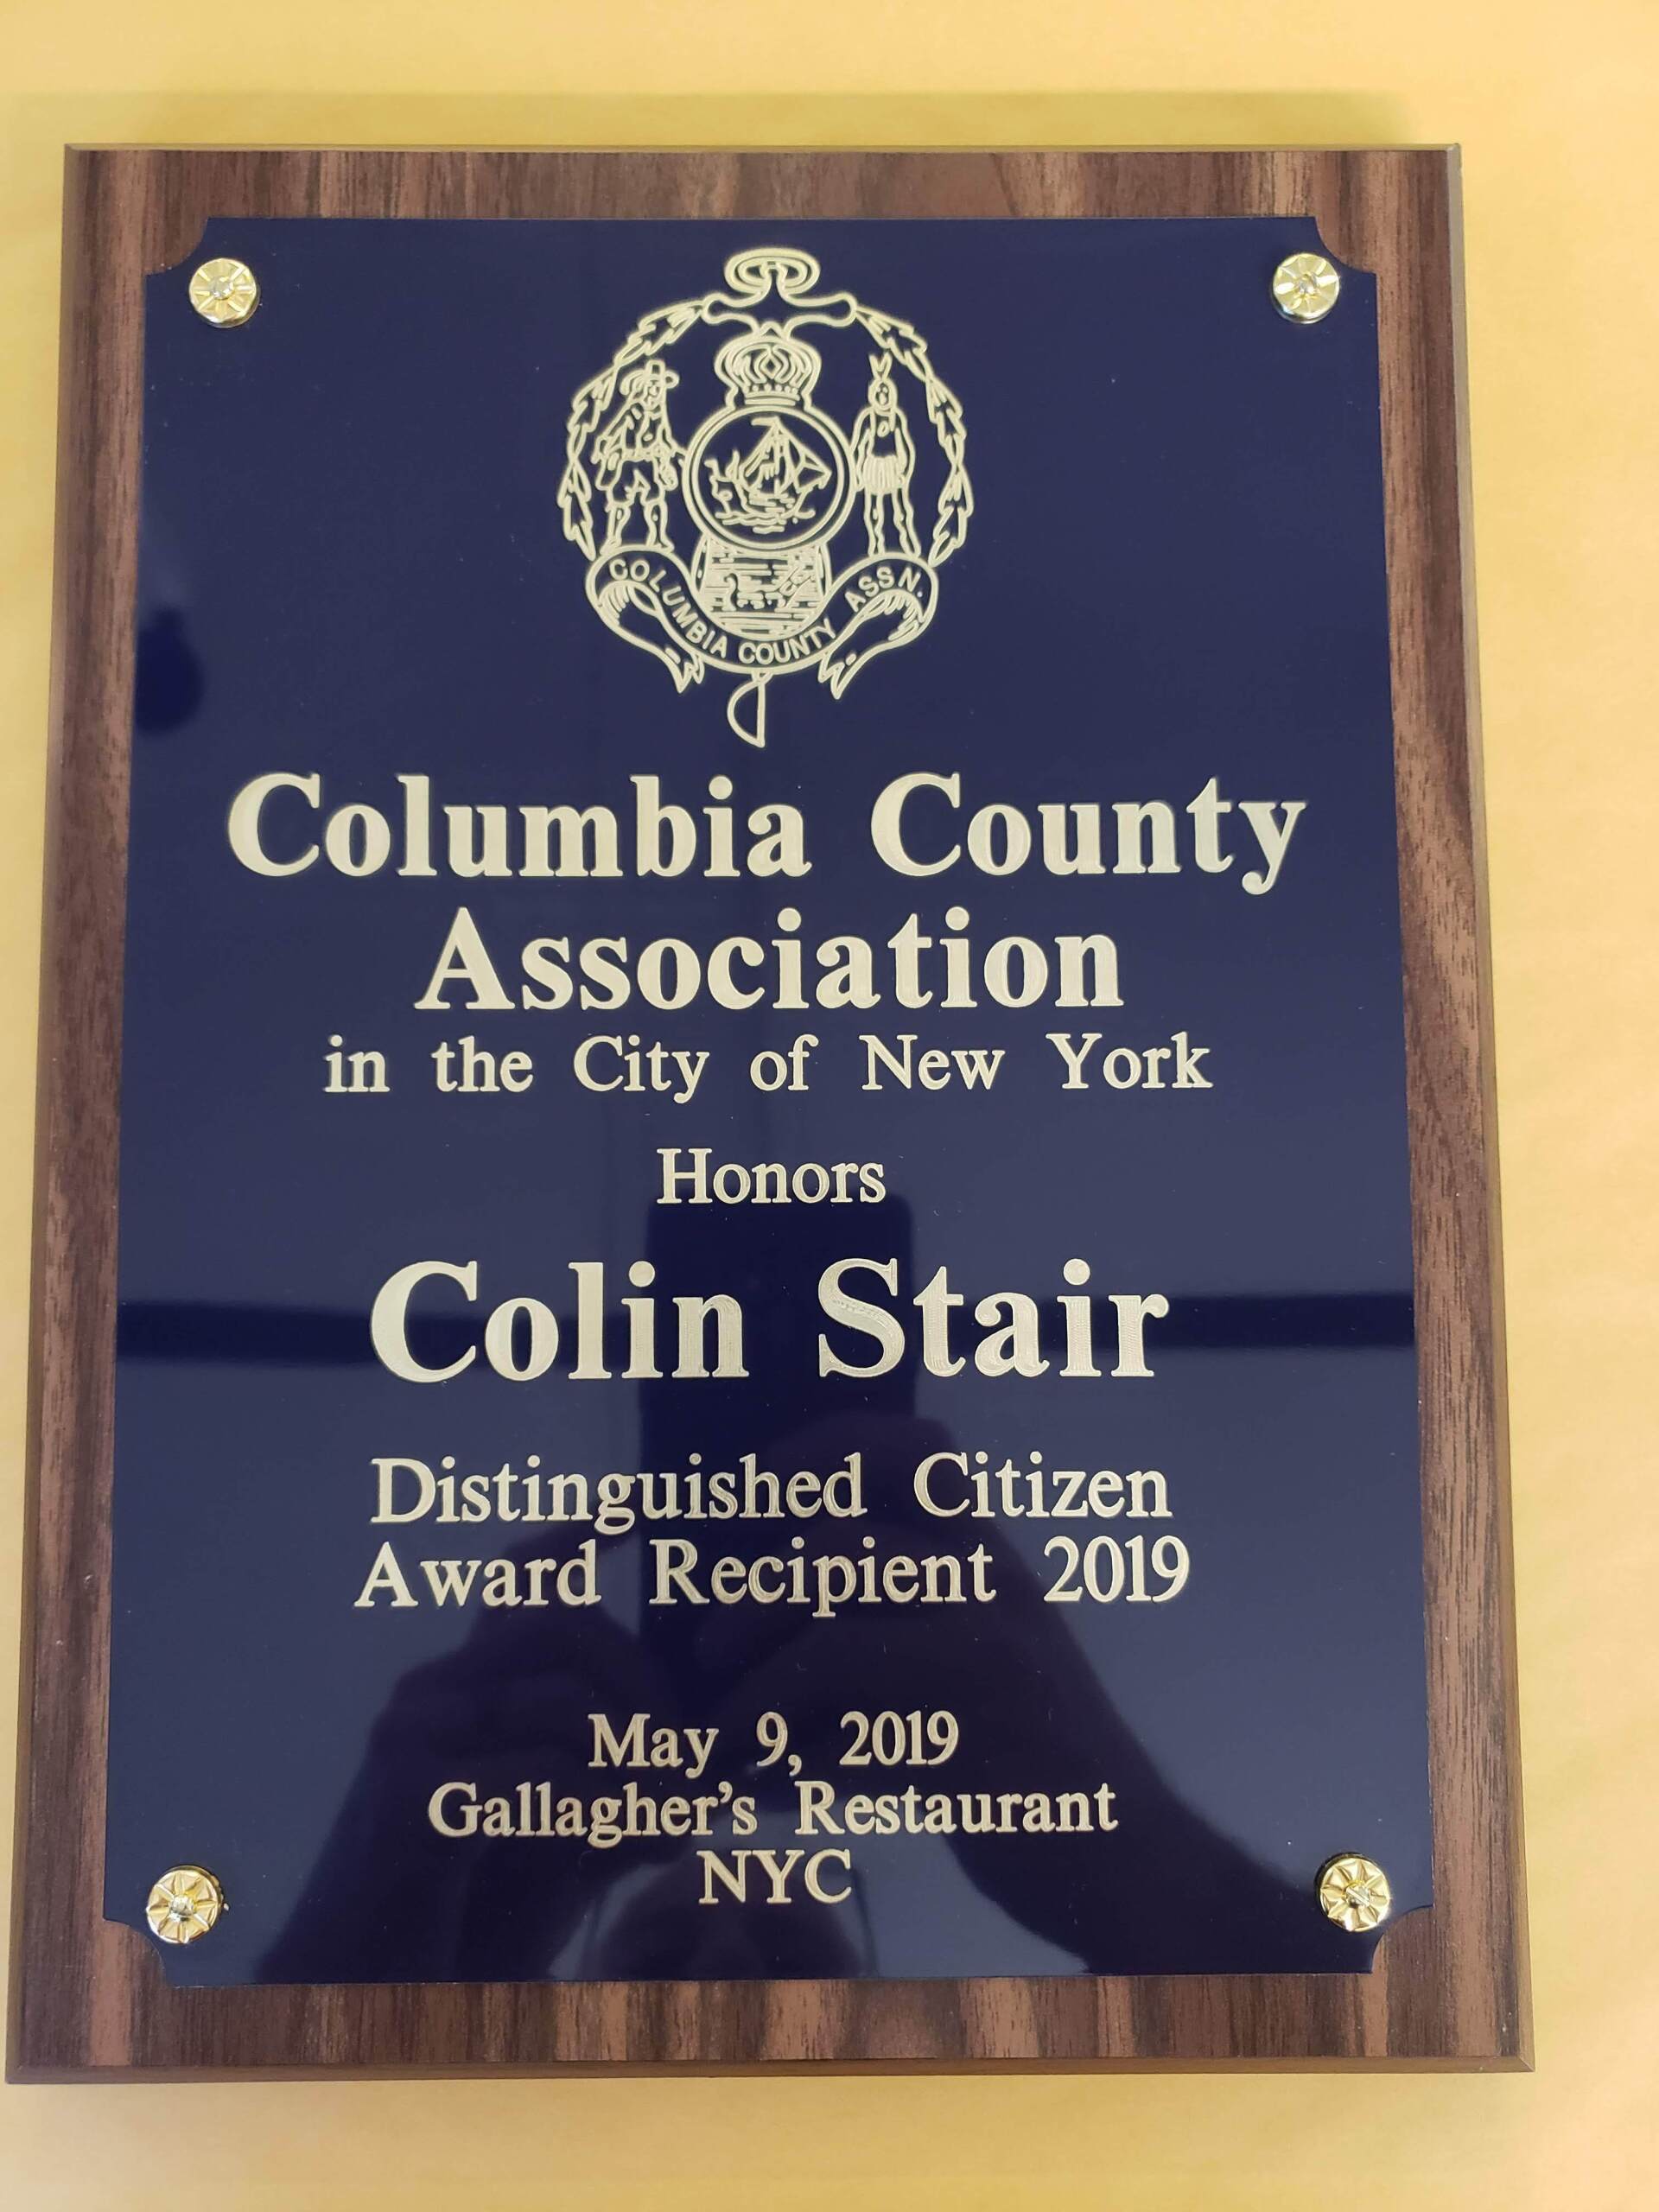 COLUMBIA COUNTY ASSN.
Columbia County
Association
in the City of New York
Honors
Colin Stair
Distinguished Citizen
Award Recipient 2019
May 9, 2019
Gallagher's Restaurant
NYC